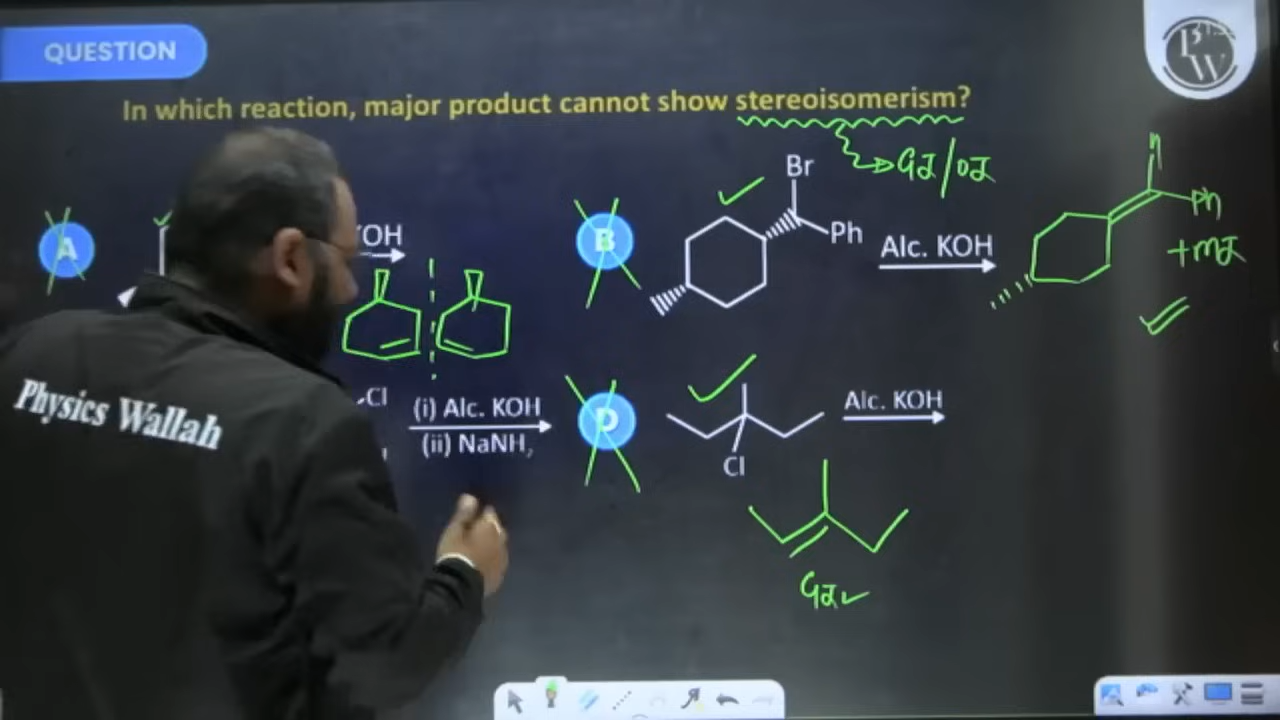 QUESTION
In which reaction, major product cannot show stereoisomerism?
GI/OI
A
KOH
B
Br
Ph
Alc. KOH
H
Ph
+MI
Physics Wallah
Cl
(i) Alc. KOH
(ii) NaNH2
D
Cl
Alc. KOH
GI
P W